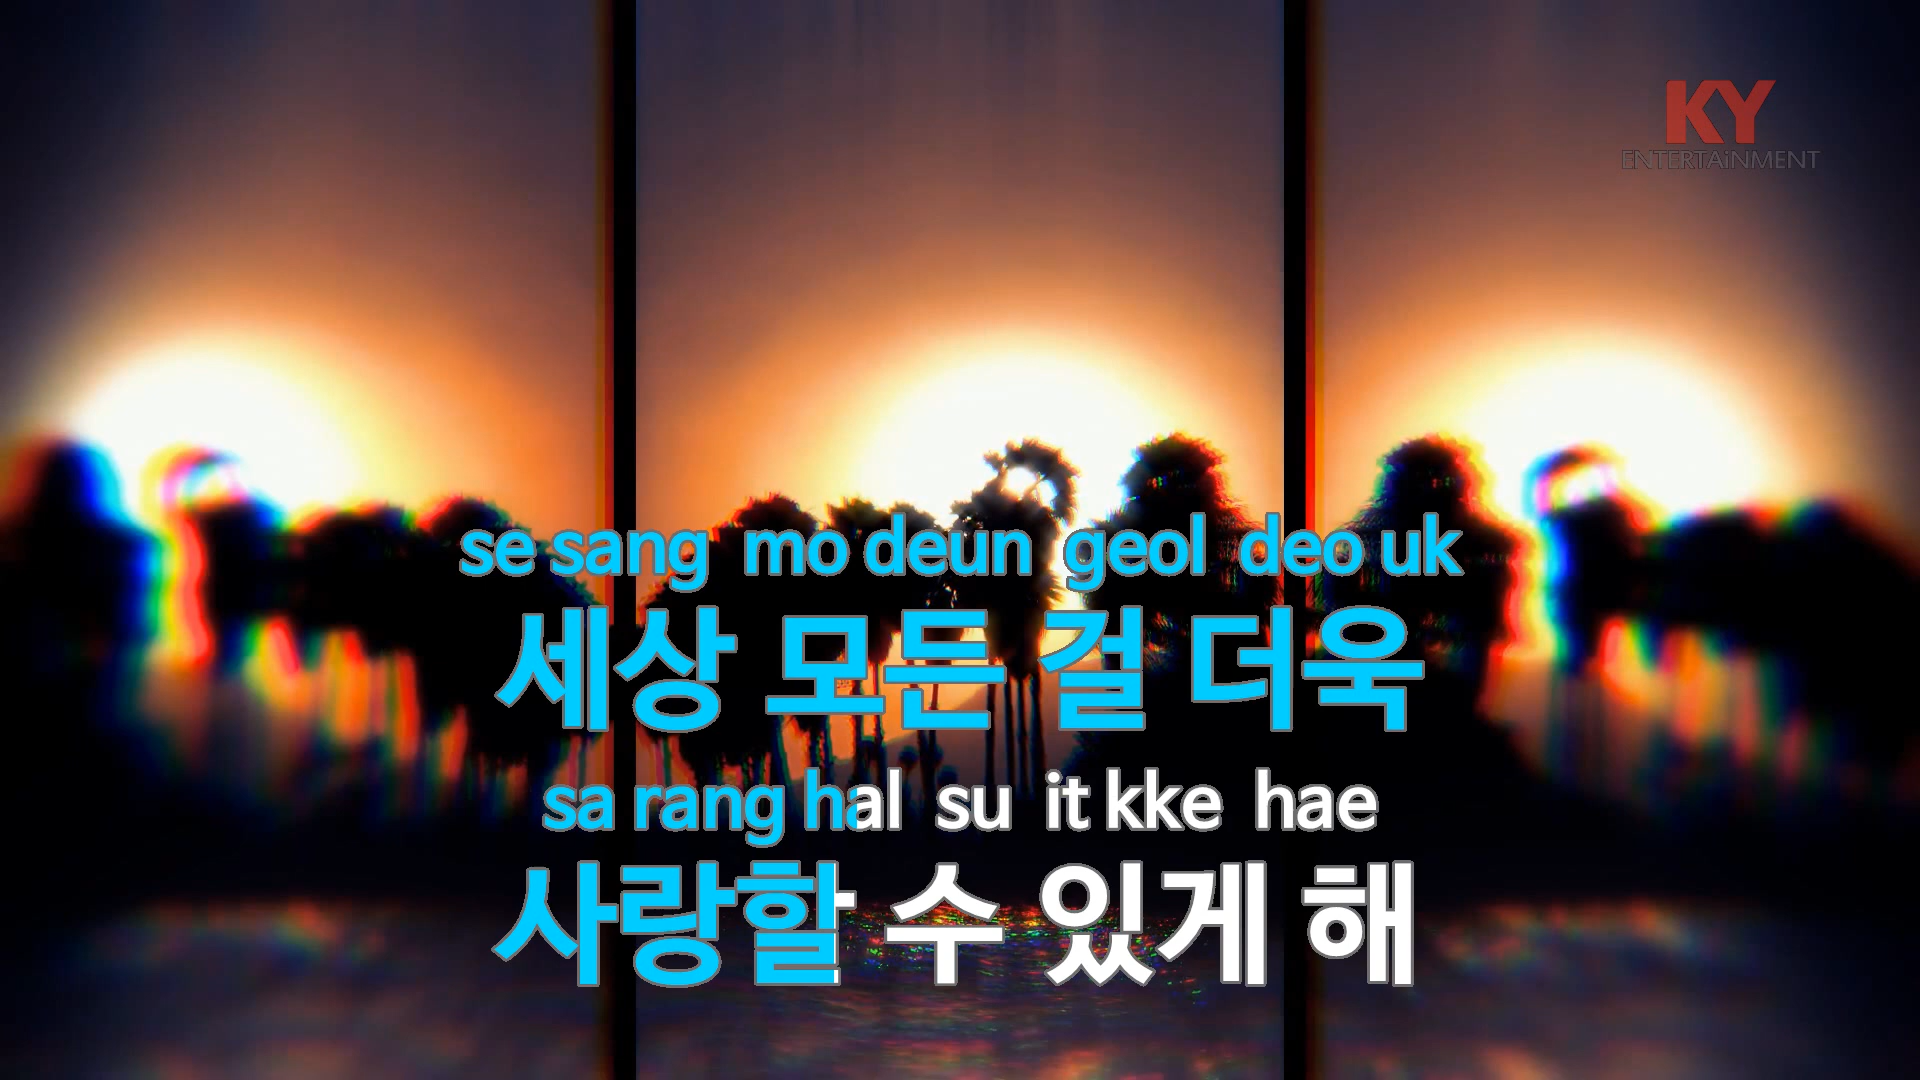 KY
ENTERTAiNMENT
se sang mo deun geol deo uk
세상 모든 걸 더욱
sa rang hal su it kke hae
사랑할 수 있게 해